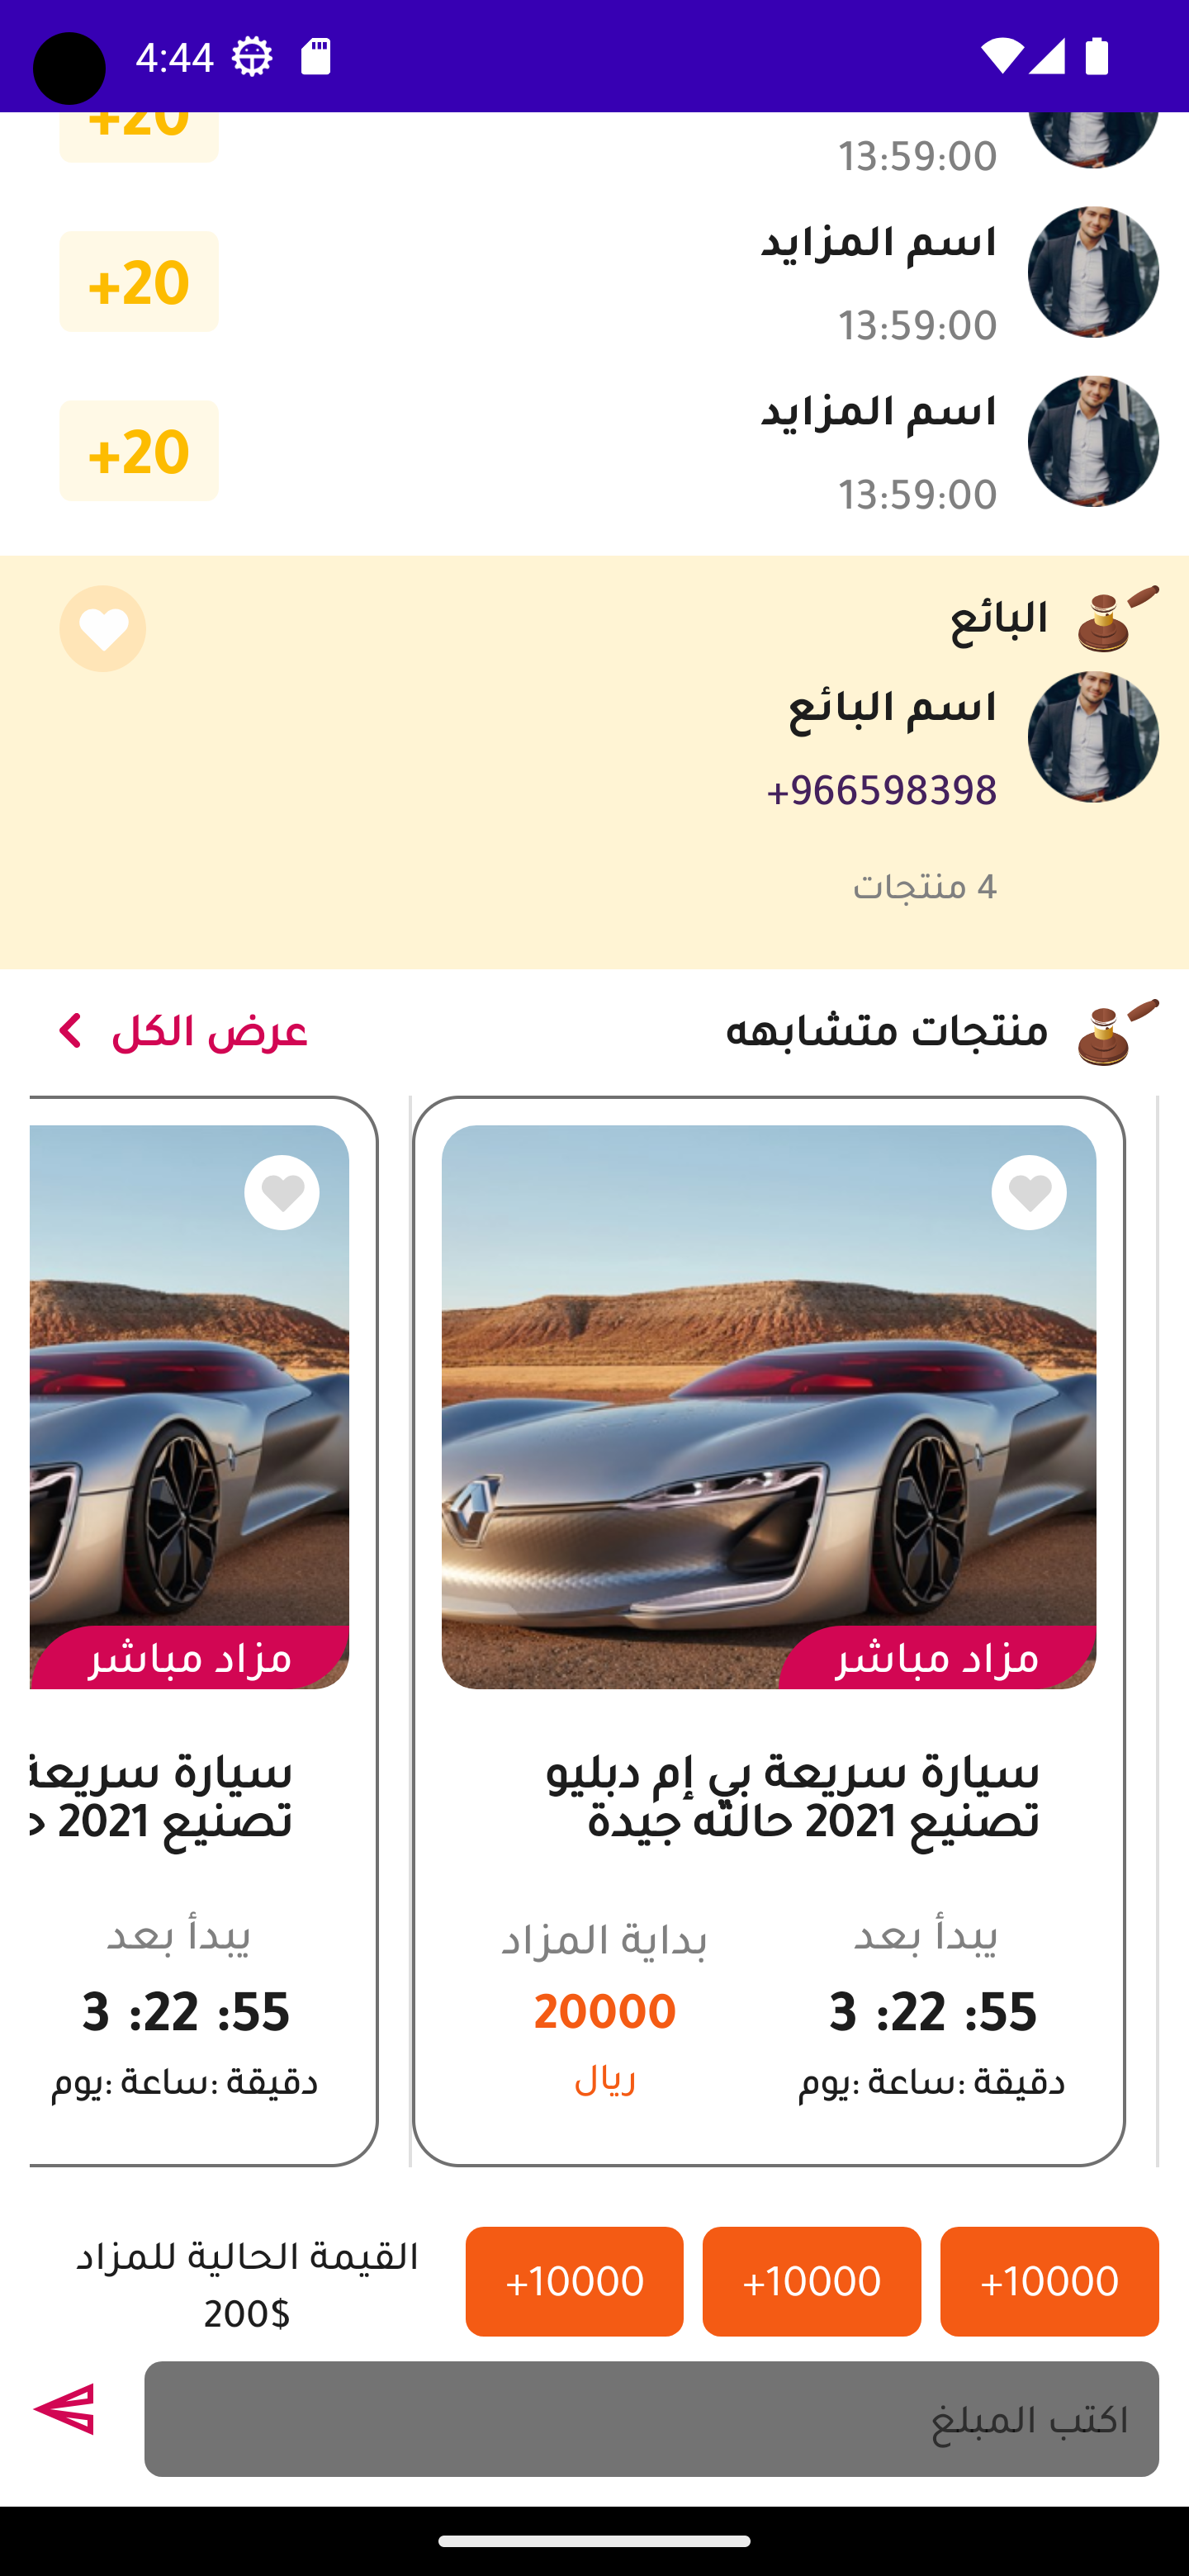 4:44
+20
13:59:00
اسم المزايد
+20
13:59:00
اسم المزايد
+20
13:59:00
البائع
اسم البائع
+966598398
4 منتجات
منتجات متشابهه
عرض الكل
مزاد مباشر
سيارة سريعة بي إم دبليو
تصنيع 2021 حالته جيدة
يبدأ بعد
3 :22 :55
دقيقة :ساعة :يوم
بداية المزاد
20000
ريال
مزاد مباشر
سيارة سريعة
تصنيع 2021
يبدأ بعد
3 :22 :55
دقيقة :ساعة :يوم
+10000
+10000
+10000
القيمة الحالية للمزاد
200$
اكتب المبلغ